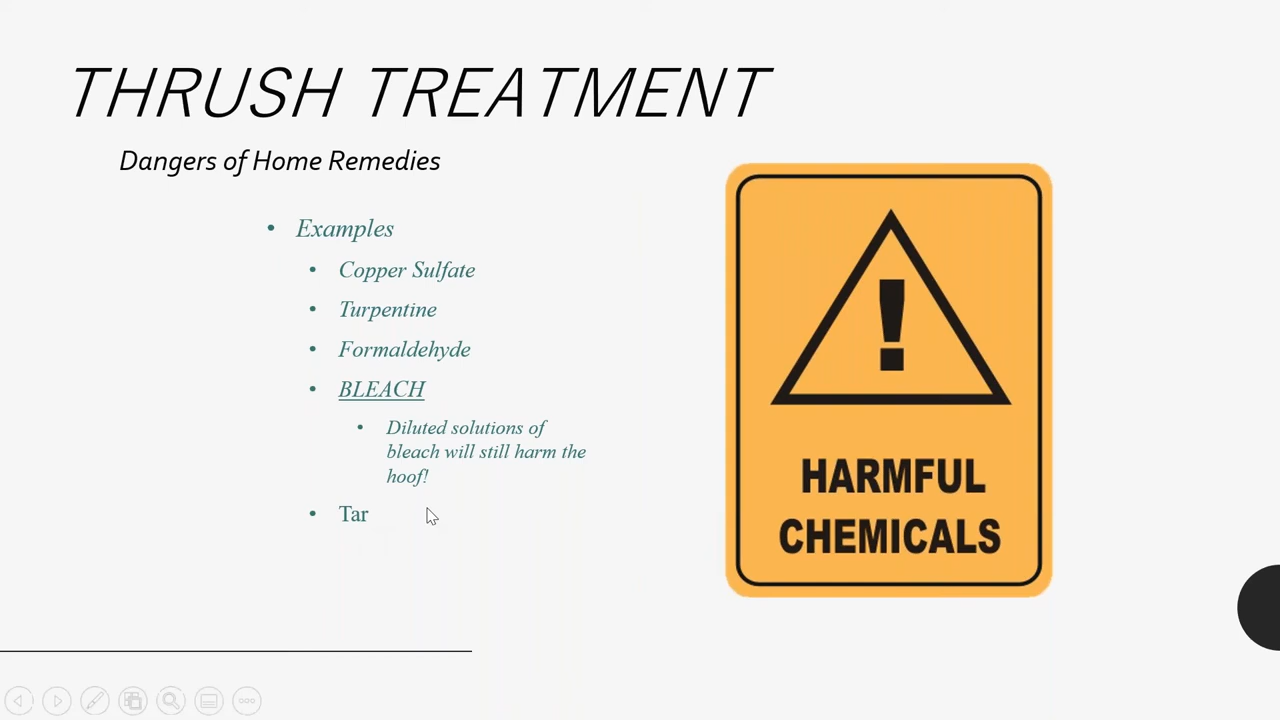 THRUSH TREATMENT
Dangers of Home Remedies
• Examples
• Copper Sulfate
• Turpentine
• Formaldehyde
• BLEACH
• Diluted solutions of
bleach will still harm the
hoof!
• Tar
!
HARMFUL
CHEMICALS